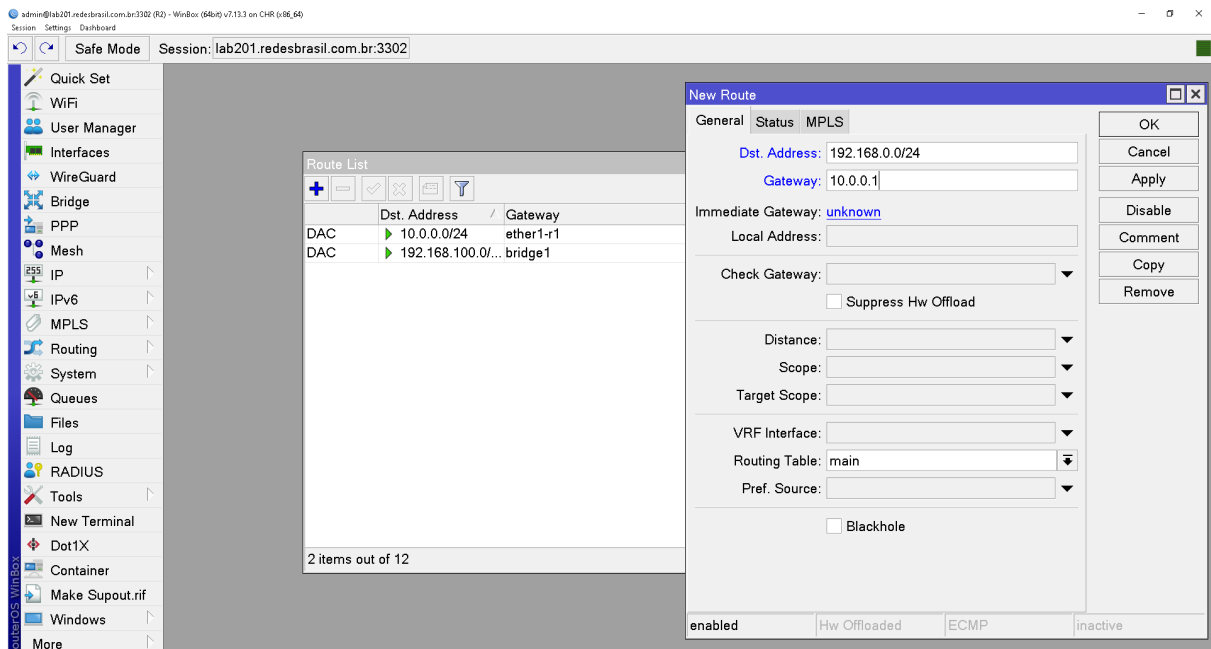 admin@lab201.redesbrasil.com.br:3302 (R2) - WinBox (64bit) v7.13.3 on CHR (x86_64)
Session Settings Dashboard
Safe Mode Session: lab201.redesbrasil.com.br:3302
Quick Set
WiFi
User Manager
Interfaces
WireGuard
Bridge
PPP
Mesh
255
IP
v6
IPv6
MPLS
Routing
System
Queues
Files
Log
RADIUS
Tools
New Terminal
Dot1X
Container
Make Supout.rif
Windows
More
outerOS WinBox
Route List
Dst. Address / Gateway
DAC 10.0.0.0/24 ether1-r1
DAC 192.168.100.0/... bridge1
2 items out of 12
New Route
General Status MPLS
Dst. Address: 192.168.0.0/24
Gateway: 10.0.0.1
Immediate Gateway: unknown
Local Address:
Check Gateway:
Suppress Hw Offload
Distance:
Scope:
Target Scope:
VRF Interface:
Routing Table: main
Pref. Source:
Blackhole
enabled Hw Offloaded ECMP inactive
OK
Cancel
Apply
Disable
Comment
Copy
Remove